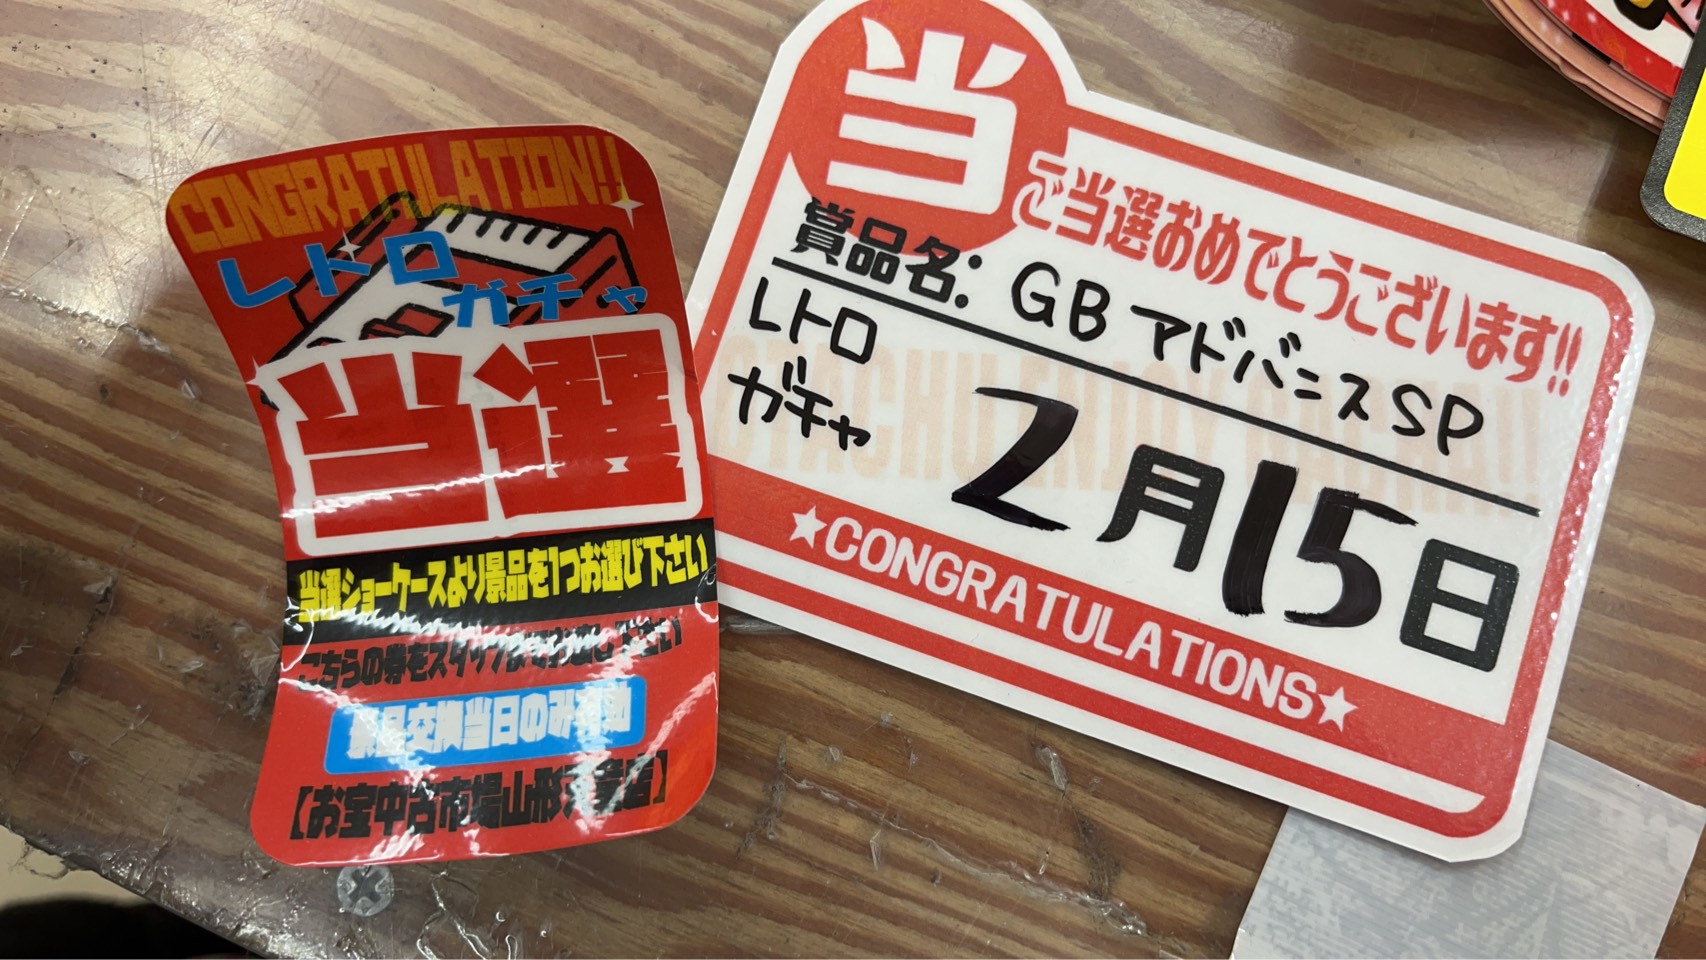 CONGRATULATION!!
レトロ
ガチャ
当選
当選ショーケースより景品を1つお選び下さい
こちらの券をスタッフまでお渡し下さい
景品交換当日のみ有効
【お宝中古市場山形天童店】
当
ご当選おめでとうございます!!
賞品名: GBアドバンスSP
レトロ
ガチャ
2月15日
★CONGRATULATIONS★